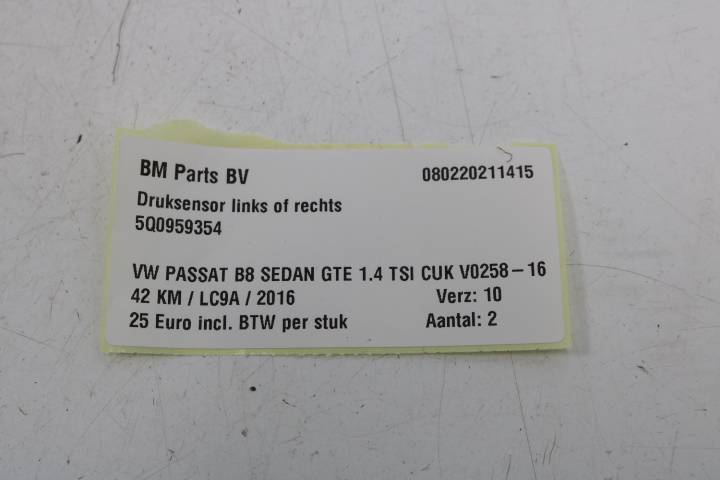 BM Parts BV 080220211415
Druksensor links of rechts
5Q0959354
VW PASSAT B8 SEDAN GTE 1.4 TSI CUK V0258-16
42 KM / LC9A / 2016 Verz: 10
25 Euro incl. BTW per stuk Aantal: 2